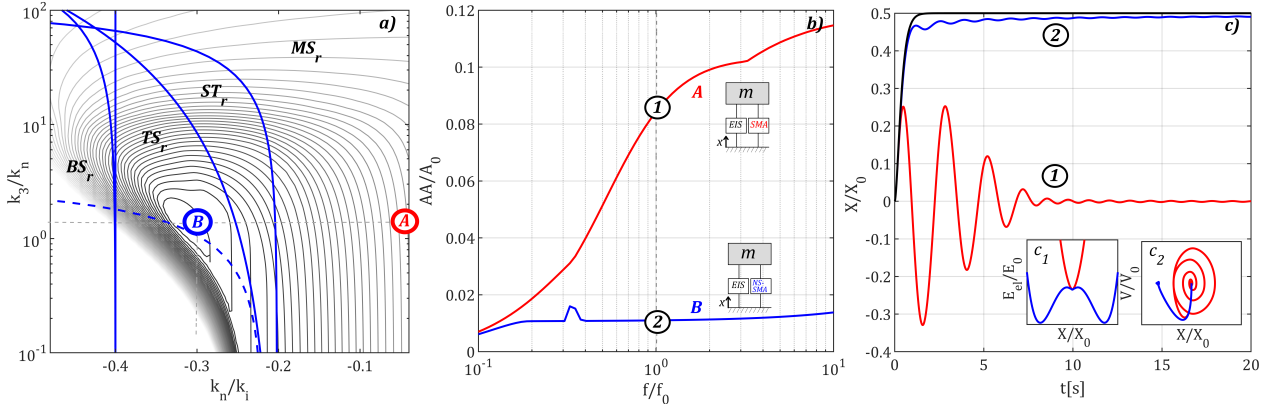 a)
10^2
10^1
10^0
10^-1
k_3/k_n
MS_r
ST_r
TS_r
BS_r
B
A
-0.4
-0.3
-0.2
-0.1
k_n/k_i
b)
0.12
0.1
0.08
0.06
0.04
0.02
0
AA/A_0
A
1
m
EIS
SMA
x
B
2
m
EIS
NS-
SMA
x
10^-1
10^0
10^1
f/f_0
c)
0.5
0.4
0.3
0.2
0.1
0
-0.1
-0.2
-0.3
-0.4
X/X_0
2
1
c_1
E_el/E_0
X/X_0
c_2
V/V_0
X/X_0
0
5
10
15
20
t[s]